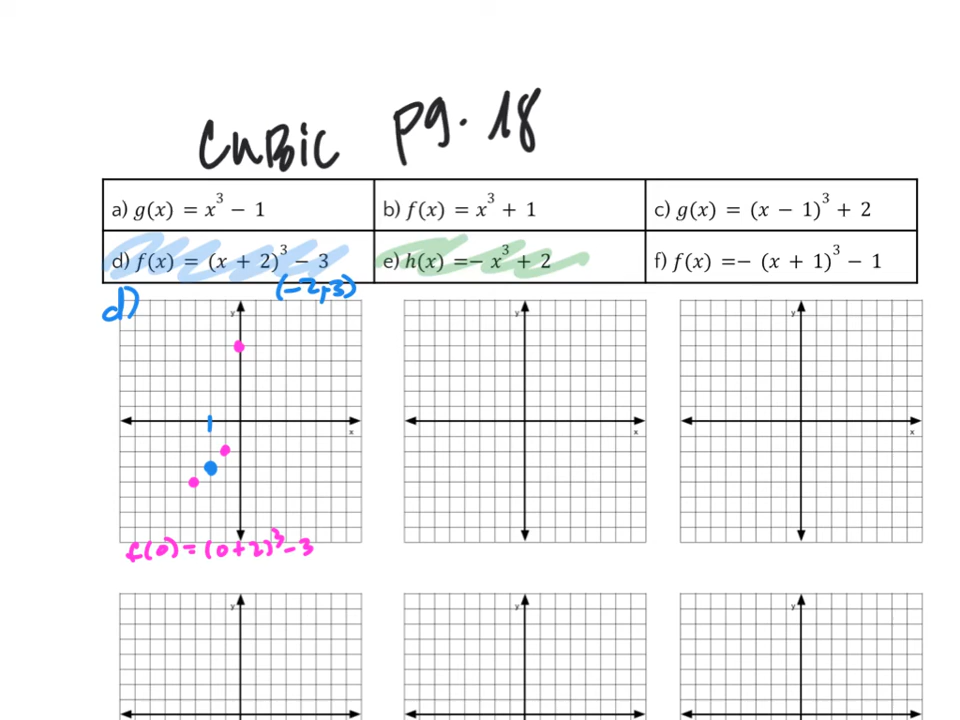 CUBIC pg. 18
a) g(x) = x³ − 1
b) f(x) = x³ + 1
c) g(x) = (x − 1)³ + 2
d) f(x) = (x + 2)³ − 3
e) h(x) =− x³ + 2
f) f(x) =− (x + 1)³ − 1
(-2,-3)
d)
y
y
y
x
x
x
f(0) = (0+2)³-3
y
y
y